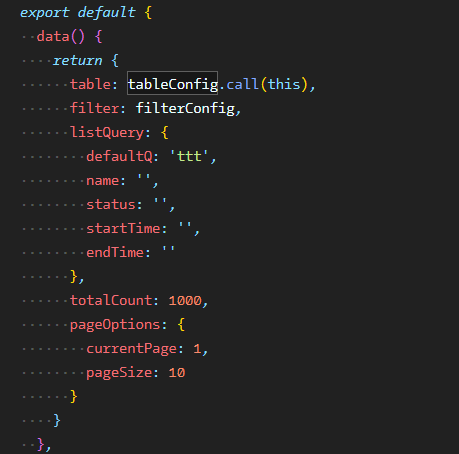 export default {
  data() {
    return {
      table: tableConfig.call(this),
      filter: filterConfig,
      listQuery: {
        defaultQ: 'ttt',
        name: '',
        status: '',
        startTime: '',
        endTime: ''
      },
      totalCount: 1000,
      pageOptions: {
        currentPage: 1,
        pageSize: 10
      }
    }
  },